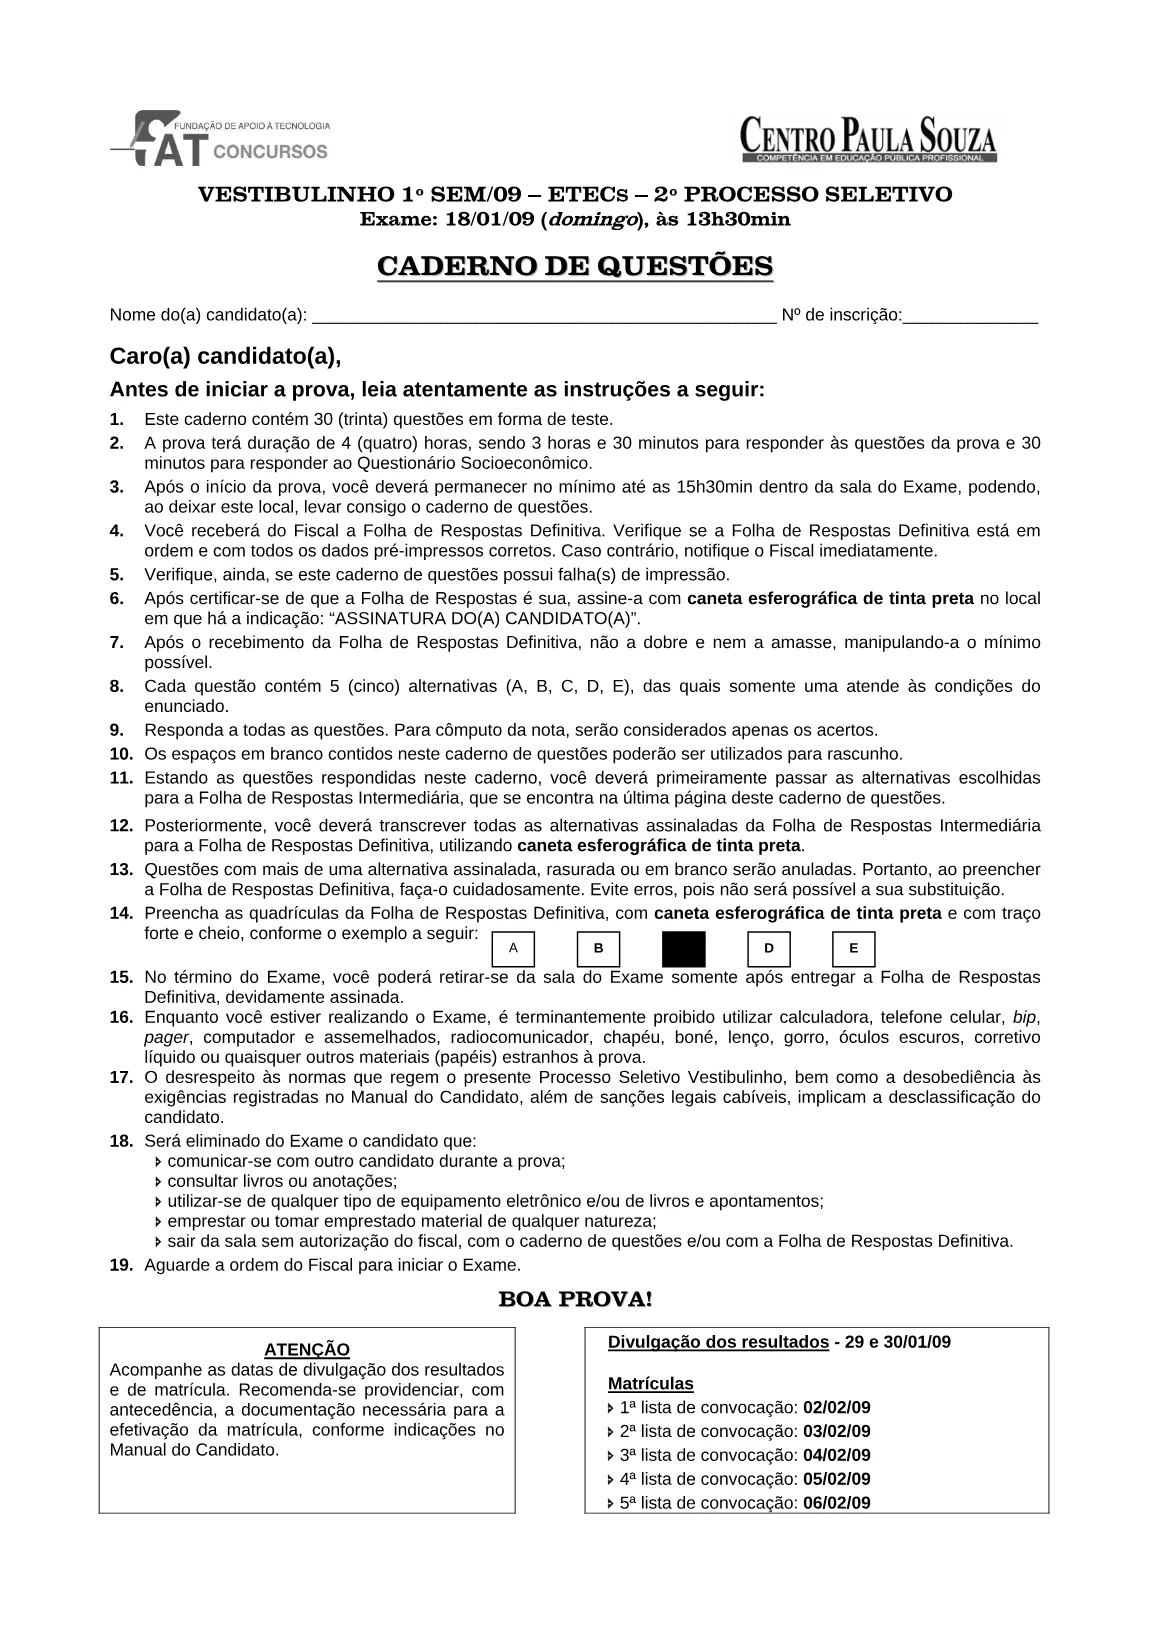 FUNDAÇÃO DE APOIO À TECNOLOGIA
FAT CONCURSOS
CENTRO PAULA SOUZA
COMPETÊNCIA EM EDUCAÇÃO PÚBLICA PROFISSIONAL
VESTIBULINHO 1º SEM/09 – ETECS – 2º PROCESSO SELETIVO
Exame: 18/01/09 (domingo), às 13h30min
CADERNO DE QUESTÕES
Nome do(a) candidato(a): ________________________________________________ Nº de inscrição:______________
Caro(a) candidato(a),
Antes de iniciar a prova, leia atentamente as instruções a seguir:
1. Este caderno contém 30 (trinta) questões em forma de teste.
2. A prova terá duração de 4 (quatro) horas, sendo 3 horas e 30 minutos para responder às questões da prova e 30
minutos para responder ao Questionário Socioeconômico.
3. Após o início da prova, você deverá permanecer no mínimo até as 15h30min dentro da sala do Exame, podendo,
ao deixar este local, levar consigo o caderno de questões.
4. Você receberá do Fiscal a Folha de Respostas Definitiva. Verifique se a Folha de Respostas Definitiva está em
ordem e com todos os dados pré-impressos corretos. Caso contrário, notifique o Fiscal imediatamente.
5. Verifique, ainda, se este caderno de questões possui falha(s) de impressão.
6. Após certificar-se de que a Folha de Respostas é sua, assine-a com caneta esferográfica de tinta preta no local
em que há a indicação: “ASSINATURA DO(A) CANDIDATO(A)”.
7. Após o recebimento da Folha de Respostas Definitiva, não a dobre e nem a amasse, manipulando-a o mínimo
possível.
8. Cada questão contém 5 (cinco) alternativas (A, B, C, D, E), das quais somente uma atende às condições do
enunciado.
9. Responda a todas as questões. Para cômputo da nota, serão considerados apenas os acertos.
10. Os espaços em branco contidos neste caderno de questões poderão ser utilizados para rascunho.
11. Estando as questões respondidas neste caderno, você deverá primeiramente passar as alternativas escolhidas
para a Folha de Respostas Intermediária, que se encontra na última página deste caderno de questões.
12. Posteriormente, você deverá transcrever todas as alternativas assinaladas da Folha de Respostas Intermediária
para a Folha de Respostas Definitiva, utilizando caneta esferográfica de tinta preta.
13. Questões com mais de uma alternativa assinalada, rasurada ou em branco serão anuladas. Portanto, ao preencher
a Folha de Respostas Definitiva, faça-o cuidadosamente. Evite erros, pois não será possível a sua substituição.
14. Preencha as quadrículas da Folha de Respostas Definitiva, com caneta esferográfica de tinta preta e com traço
forte e cheio, conforme o exemplo a seguir: A B D E
15. No término do Exame, você poderá retirar-se da sala do Exame somente após entregar a Folha de Respostas
Definitiva, devidamente assinada.
16. Enquanto você estiver realizando o Exame, é terminantemente proibido utilizar calculadora, telefone celular, bip,
pager, computador e assemelhados, radiocomunicador, chapéu, boné, lenço, gorro, óculos escuros, corretivo
líquido ou quaisquer outros materiais (papéis) estranhos à prova.
17. O desrespeito às normas que regem o presente Processo Seletivo Vestibulinho, bem como a desobediência às
exigências registradas no Manual do Candidato, além de sanções legais cabíveis, implicam a desclassificação do
candidato.
18. Será eliminado do Exame o candidato que:
comunicar-se com outro candidato durante a prova;
consultar livros ou anotações;
utilizar-se de qualquer tipo de equipamento eletrônico e/ou de livros e apontamentos;
emprestar ou tomar emprestado material de qualquer natureza;
sair da sala sem autorização do fiscal, com o caderno de questões e/ou com a Folha de Respostas Definitiva.
19. Aguarde a ordem do Fiscal para iniciar o Exame.
BOA PROVA!
ATENÇÃO
Acompanhe as datas de divulgação dos resultados
e de matrícula. Recomenda-se providenciar, com
antecedência, a documentação necessária para a
efetivação da matrícula, conforme indicações no
Manual do Candidato.
Divulgação dos resultados - 29 e 30/01/09
Matrículas
1ª lista de convocação: 02/02/09
2ª lista de convocação: 03/02/09
3ª lista de convocação: 04/02/09
4ª lista de convocação: 05/02/09
5ª lista de convocação: 06/02/09